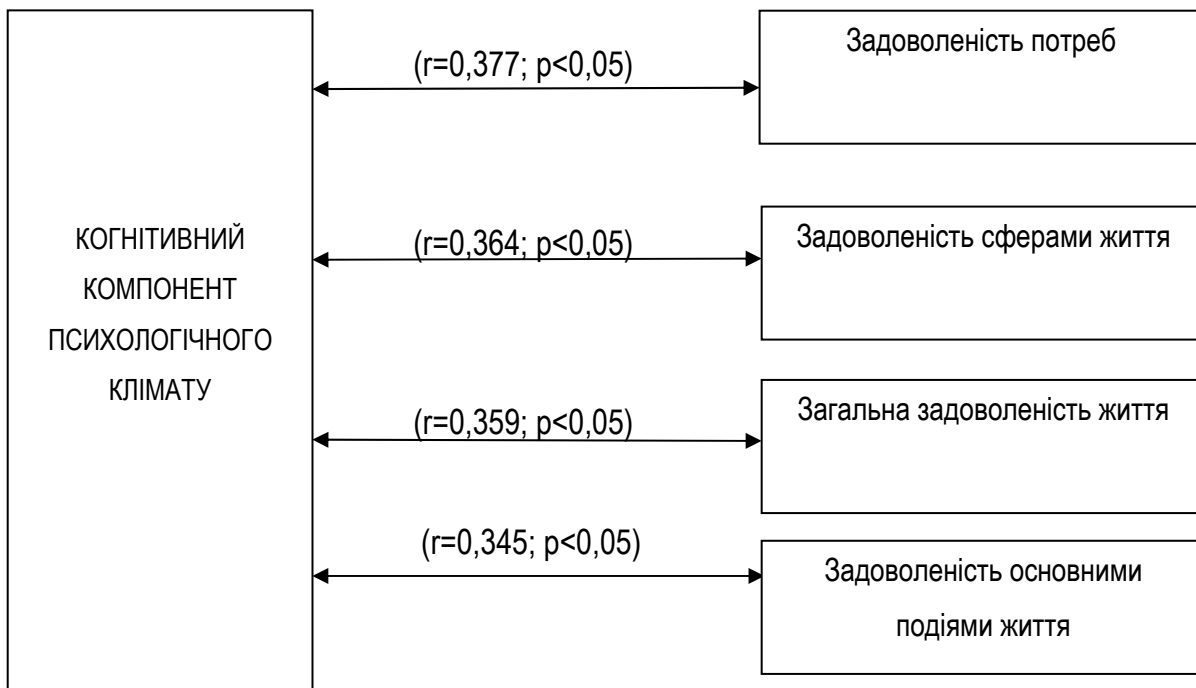 КОГНІТИВНИЙ
КОМПОНЕНТ
ПСИХОЛОГІЧНОГО
КЛІМАТУ
(r=0,377; p<0,05)
Задоволеність потреб
(r=0,364; p<0,05)
Задоволеність сферами життя
(r=0,359; p<0,05)
Загальна задоволеність життя
(r=0,345; p<0,05)
Задоволеність основними
подіями життя